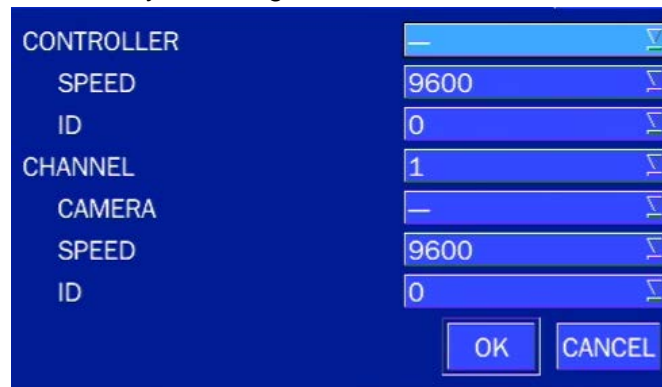 CONTROLLER —
SPEED 9600
ID 0
CHANNEL 1
CAMERA —
SPEED 9600
ID 0
OK CANCEL